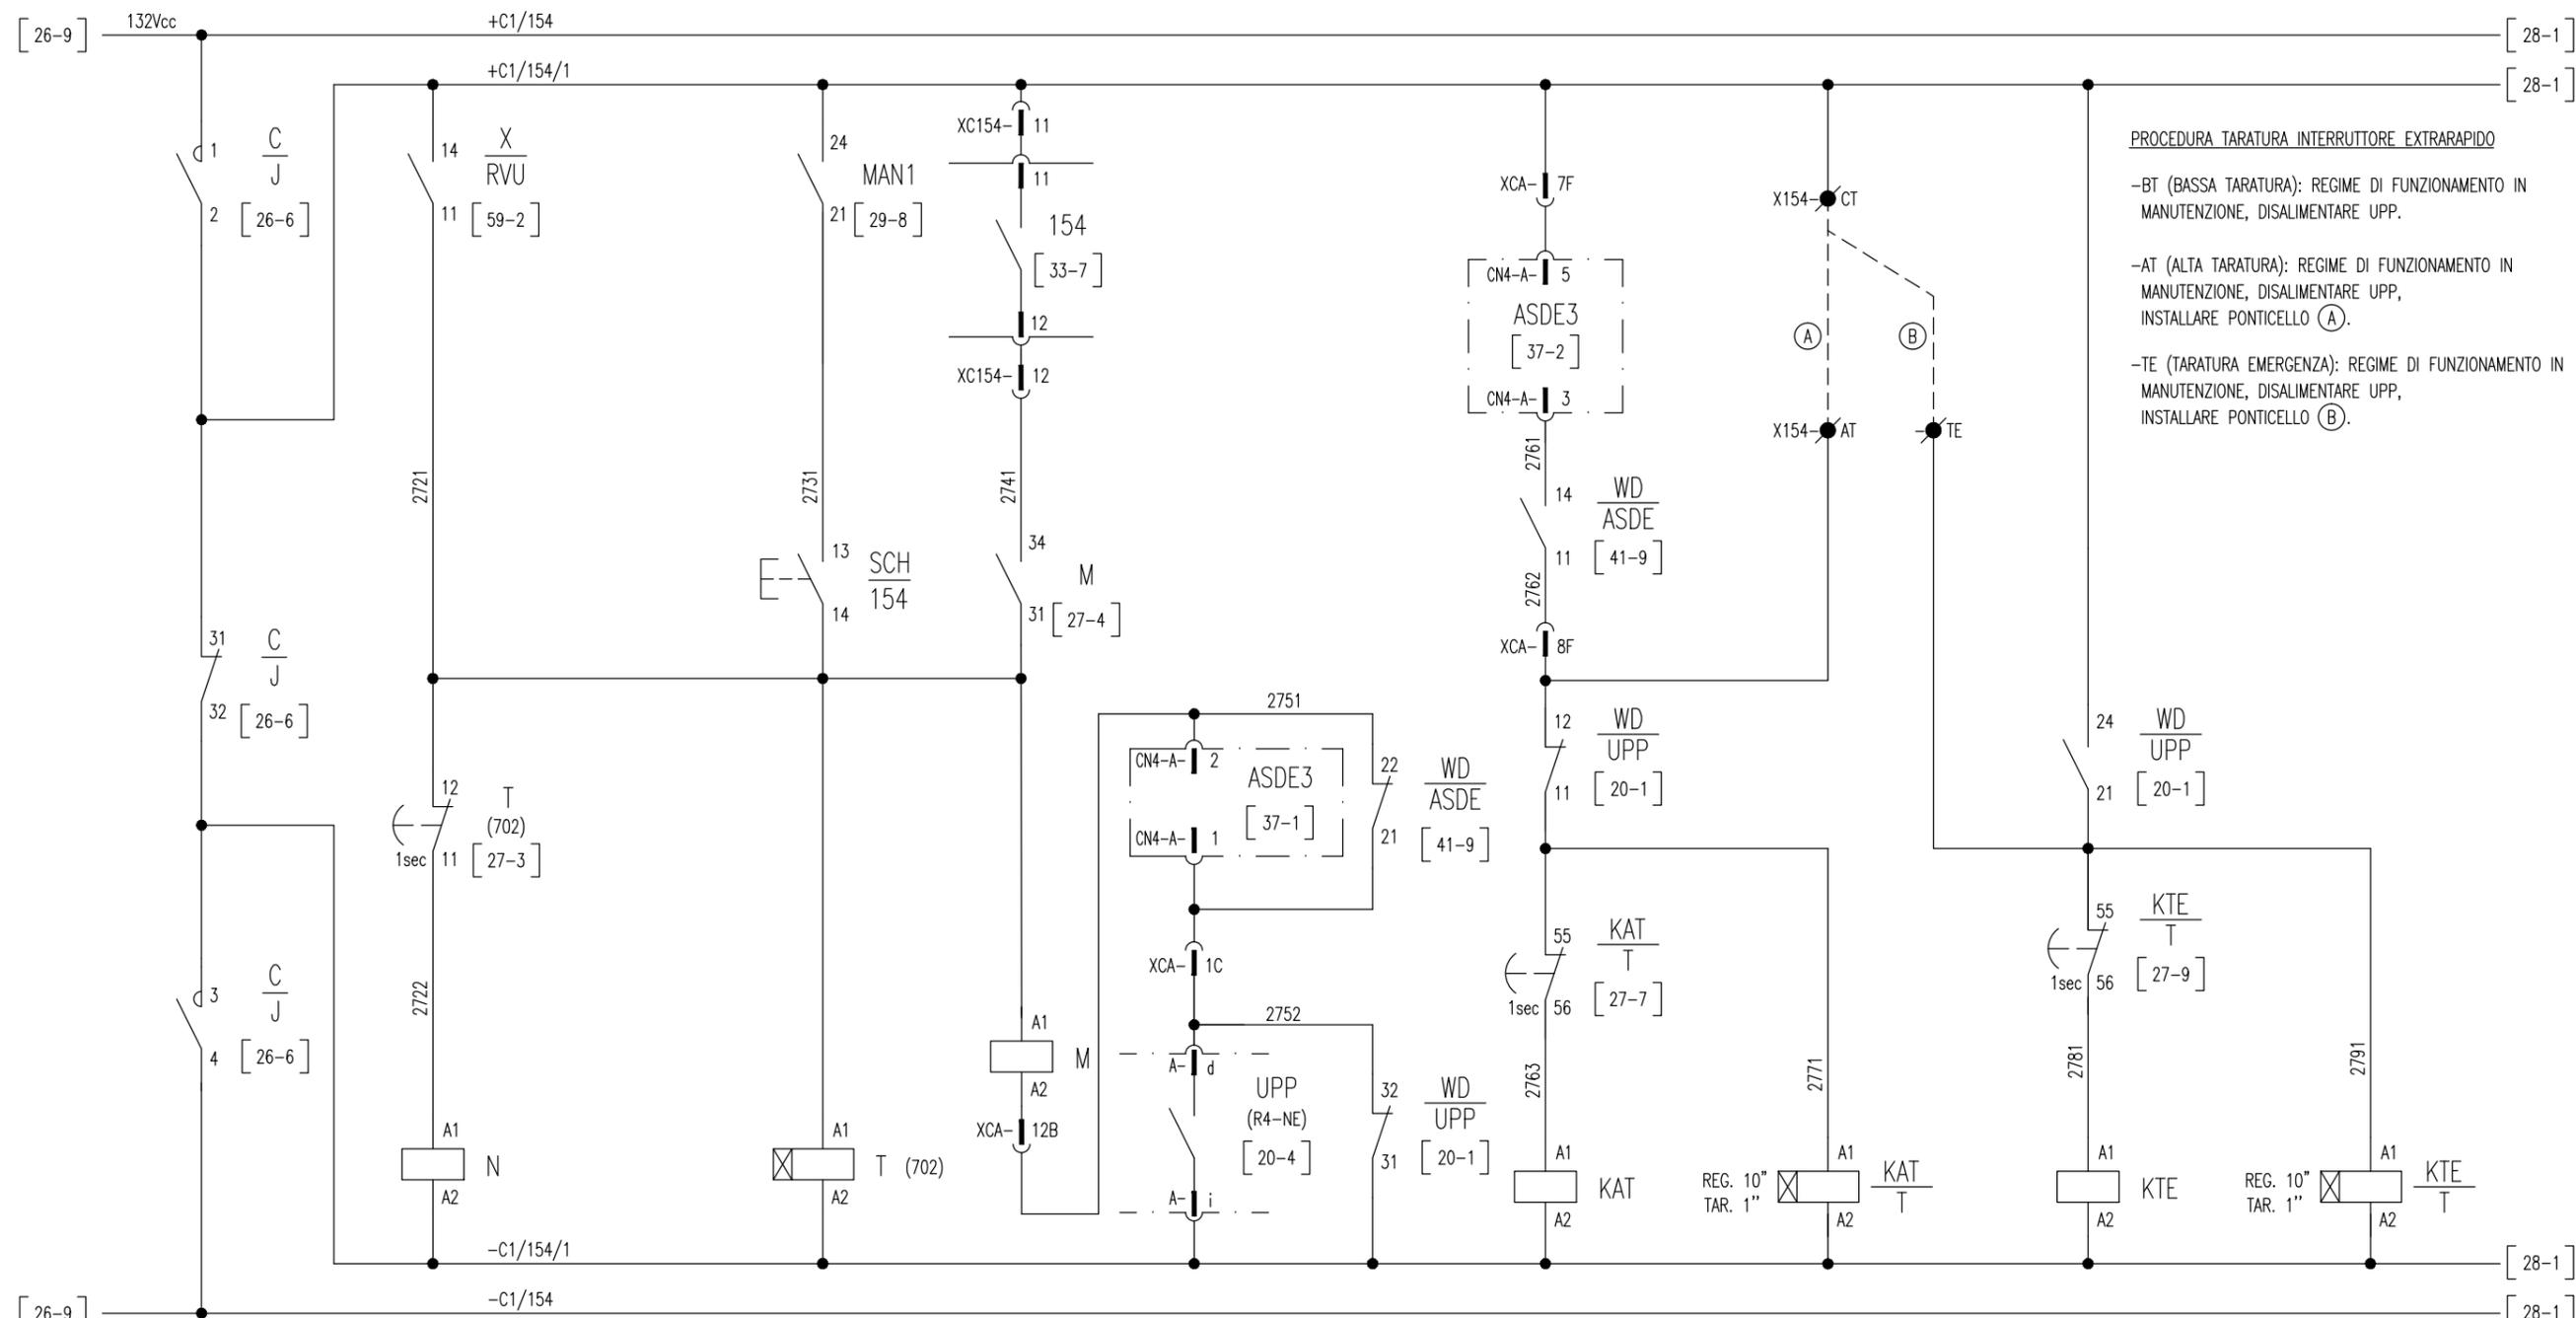 132Vcc
+C1/154
26-9
28-1
+C1/154/1
28-1
1
C
J
2
26-6
14
X
RVU
11
59-2
24
MAN1
21
29-8
XC154-
11
11
154
33-7
12
XC154-
12
XCA-
7F
CN4-A-
5
ASDE3
37-2
CN4-A-
3
X154-
CT
A
B
X154-
AT
-
TE
PROCEDURA TARATURA INTERRUTTORE EXTRARAPIDO
-BT (BASSA TARATURA): REGIME DI FUNZIONAMENTO IN
MANUTENZIONE, DISALIMENTARE UPP.
-AT (ALTA TARATURA): REGIME DI FUNZIONAMENTO IN
MANUTENZIONE, DISALIMENTARE UPP,
INSTALLARE PONTICELLO A.
-TE (TARATURA EMERGENZA): REGIME DI FUNZIONAMENTO IN
MANUTENZIONE, DISALIMENTARE UPP,
INSTALLARE PONTICELLO B.
2721
2731
2741
2761
14
WD
ASDE
11
41-9
2762
XCA-
8F
13
SCH
154
14
34
M
31
27-4
31
C
J
32
26-6
2751
CN4-A-
2
ASDE3
37-1
CN4-A-
1
22
WD
ASDE
21
41-9
12
WD
UPP
11
20-1
24
WD
UPP
21
20-1
12
T
(702)
1sec
11
27-3
XCA-
1C
55
KAT
T
1sec
56
27-7
55
KTE
T
1sec
56
27-9
3
C
J
4
26-6
2722
A1
M
A2
XCA-
12B
2752
A-
d
UPP
(R4-NE)
20-4
A-
i
32
WD
UPP
31
20-1
2763
2771
2781
2791
A1
N
A2
A1
T (702)
A2
A1
KAT
A2
REG. 10"
TAR. 1''
A1
KAT
T
A2
A1
KTE
A2
REG. 10"
TAR. 1''
A1
KTE
T
A2
-C1/154/1
28-1
-C1/154
26-9
28-1